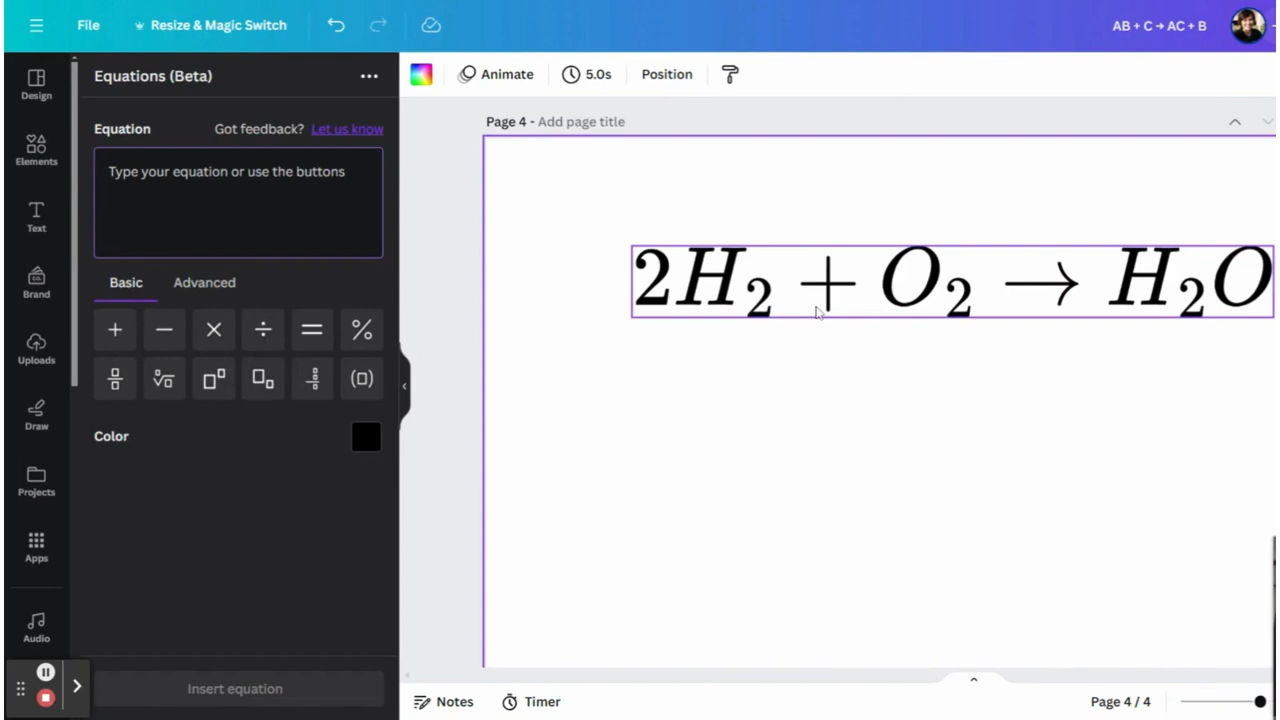 File
Resize & Magic Switch
AB + C → AC + B
Design
Elements
Text
Brand
Uploads
Draw
Projects
Apps
Audio
Equations (Beta)
Equation
Got feedback? Let us know
Type your equation or use the buttons
Basic
Advanced
+ − × ÷ = %
Color
Insert equation
Animate
5.0s
Position
Page 4 - Add page title
2H₂ + O₂ → H₂O
Notes
Timer
Page 4 / 4